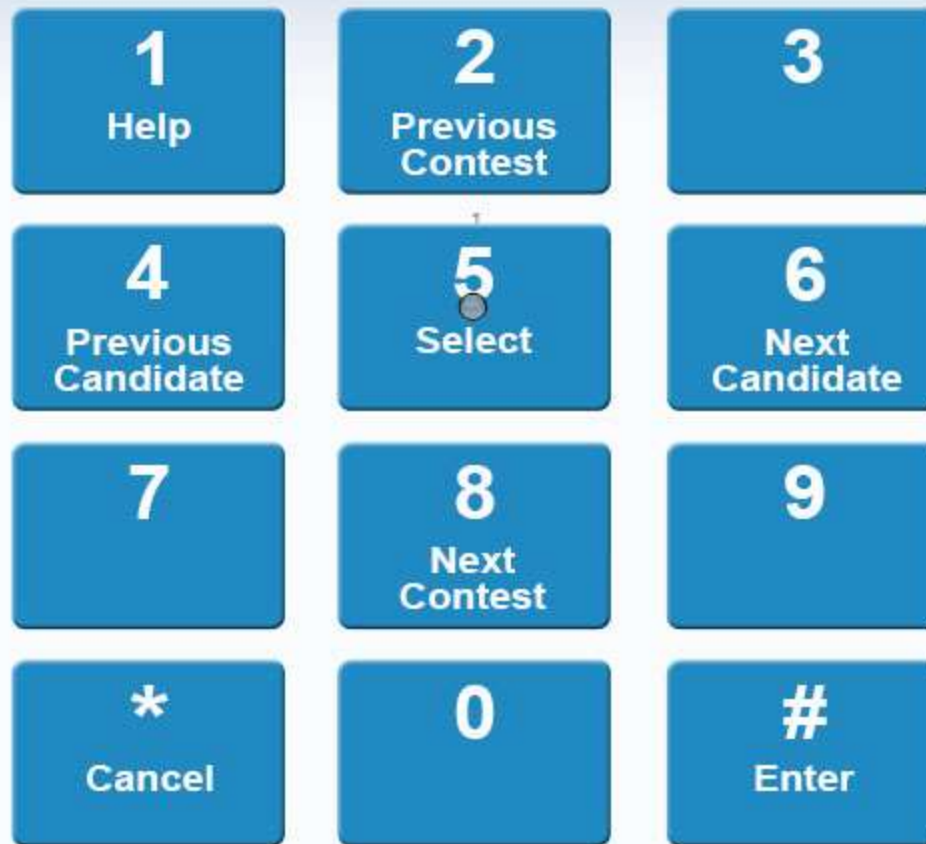 1
Help
2
Previous
Contest
3
4
Previous
Candidate
5
Select
6
Next
Candidate
7
8
Next
Contest
9
*
Cancel
0
#
Enter